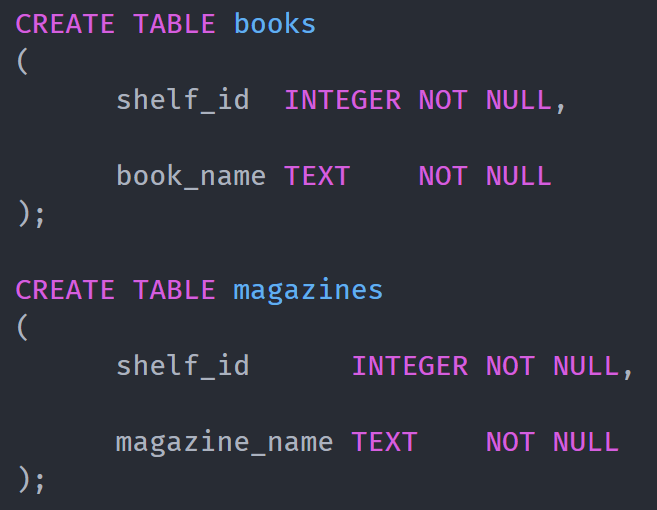 CREATE TABLE books
(
      shelf_id  INTEGER NOT NULL,

      book_name TEXT    NOT NULL
);

CREATE TABLE magazines
(
      shelf_id      INTEGER NOT NULL,

      magazine_name TEXT    NOT NULL
);